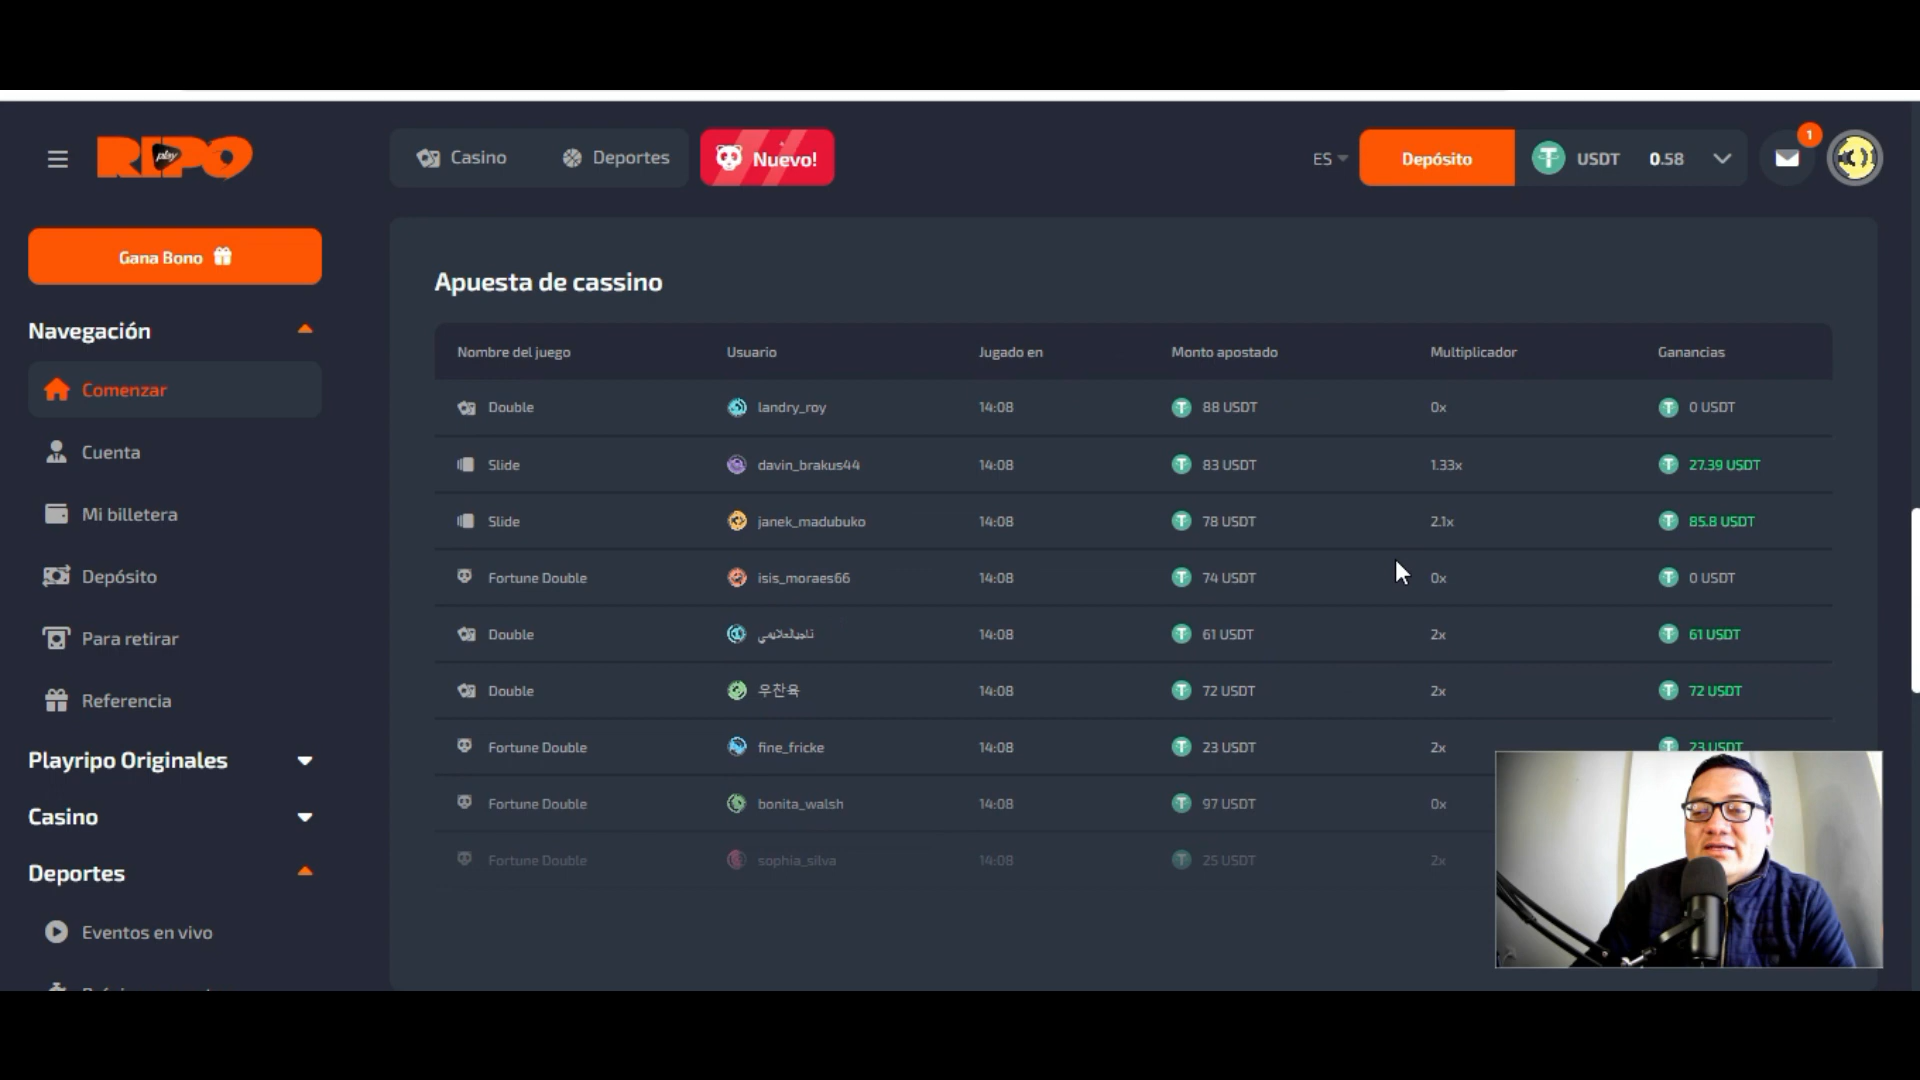 RIPO
play
Casino
Deportes
Nuevo!
ES
Depósito
USDT 0.58
1
Gana Bono
Navegación
Comenzar
Cuenta
Mi billetera
Depósito
Para retirar
Referencia
Playripo Originales
Casino
Deportes
Eventos en vivo
Apuesta de cassino
Nombre del juego Usuario Jugado en Monto apostado Multiplicador Ganancias
Double landry_roy 14:08 88 USDT 0x 0 USDT
Slide davin_brakus44 14:08 83 USDT 1.33x 27.39 USDT
Slide janek_madubuko 14:08 78 USDT 2.1x 85.8 USDT
Fortune Double isis_moraes66 14:08 74 USDT 0x 0 USDT
Double 14:08 61 USDT 2x 61 USDT
Double 우찬육 14:08 72 USDT 2x 72 USDT
Fortune Double fine_fricke 14:08 23 USDT 2x 23 USDT
Fortune Double bonita_walsh 14:08 97 USDT 0x
Fortune Double sophia_silva 14:08 25 USDT 2x